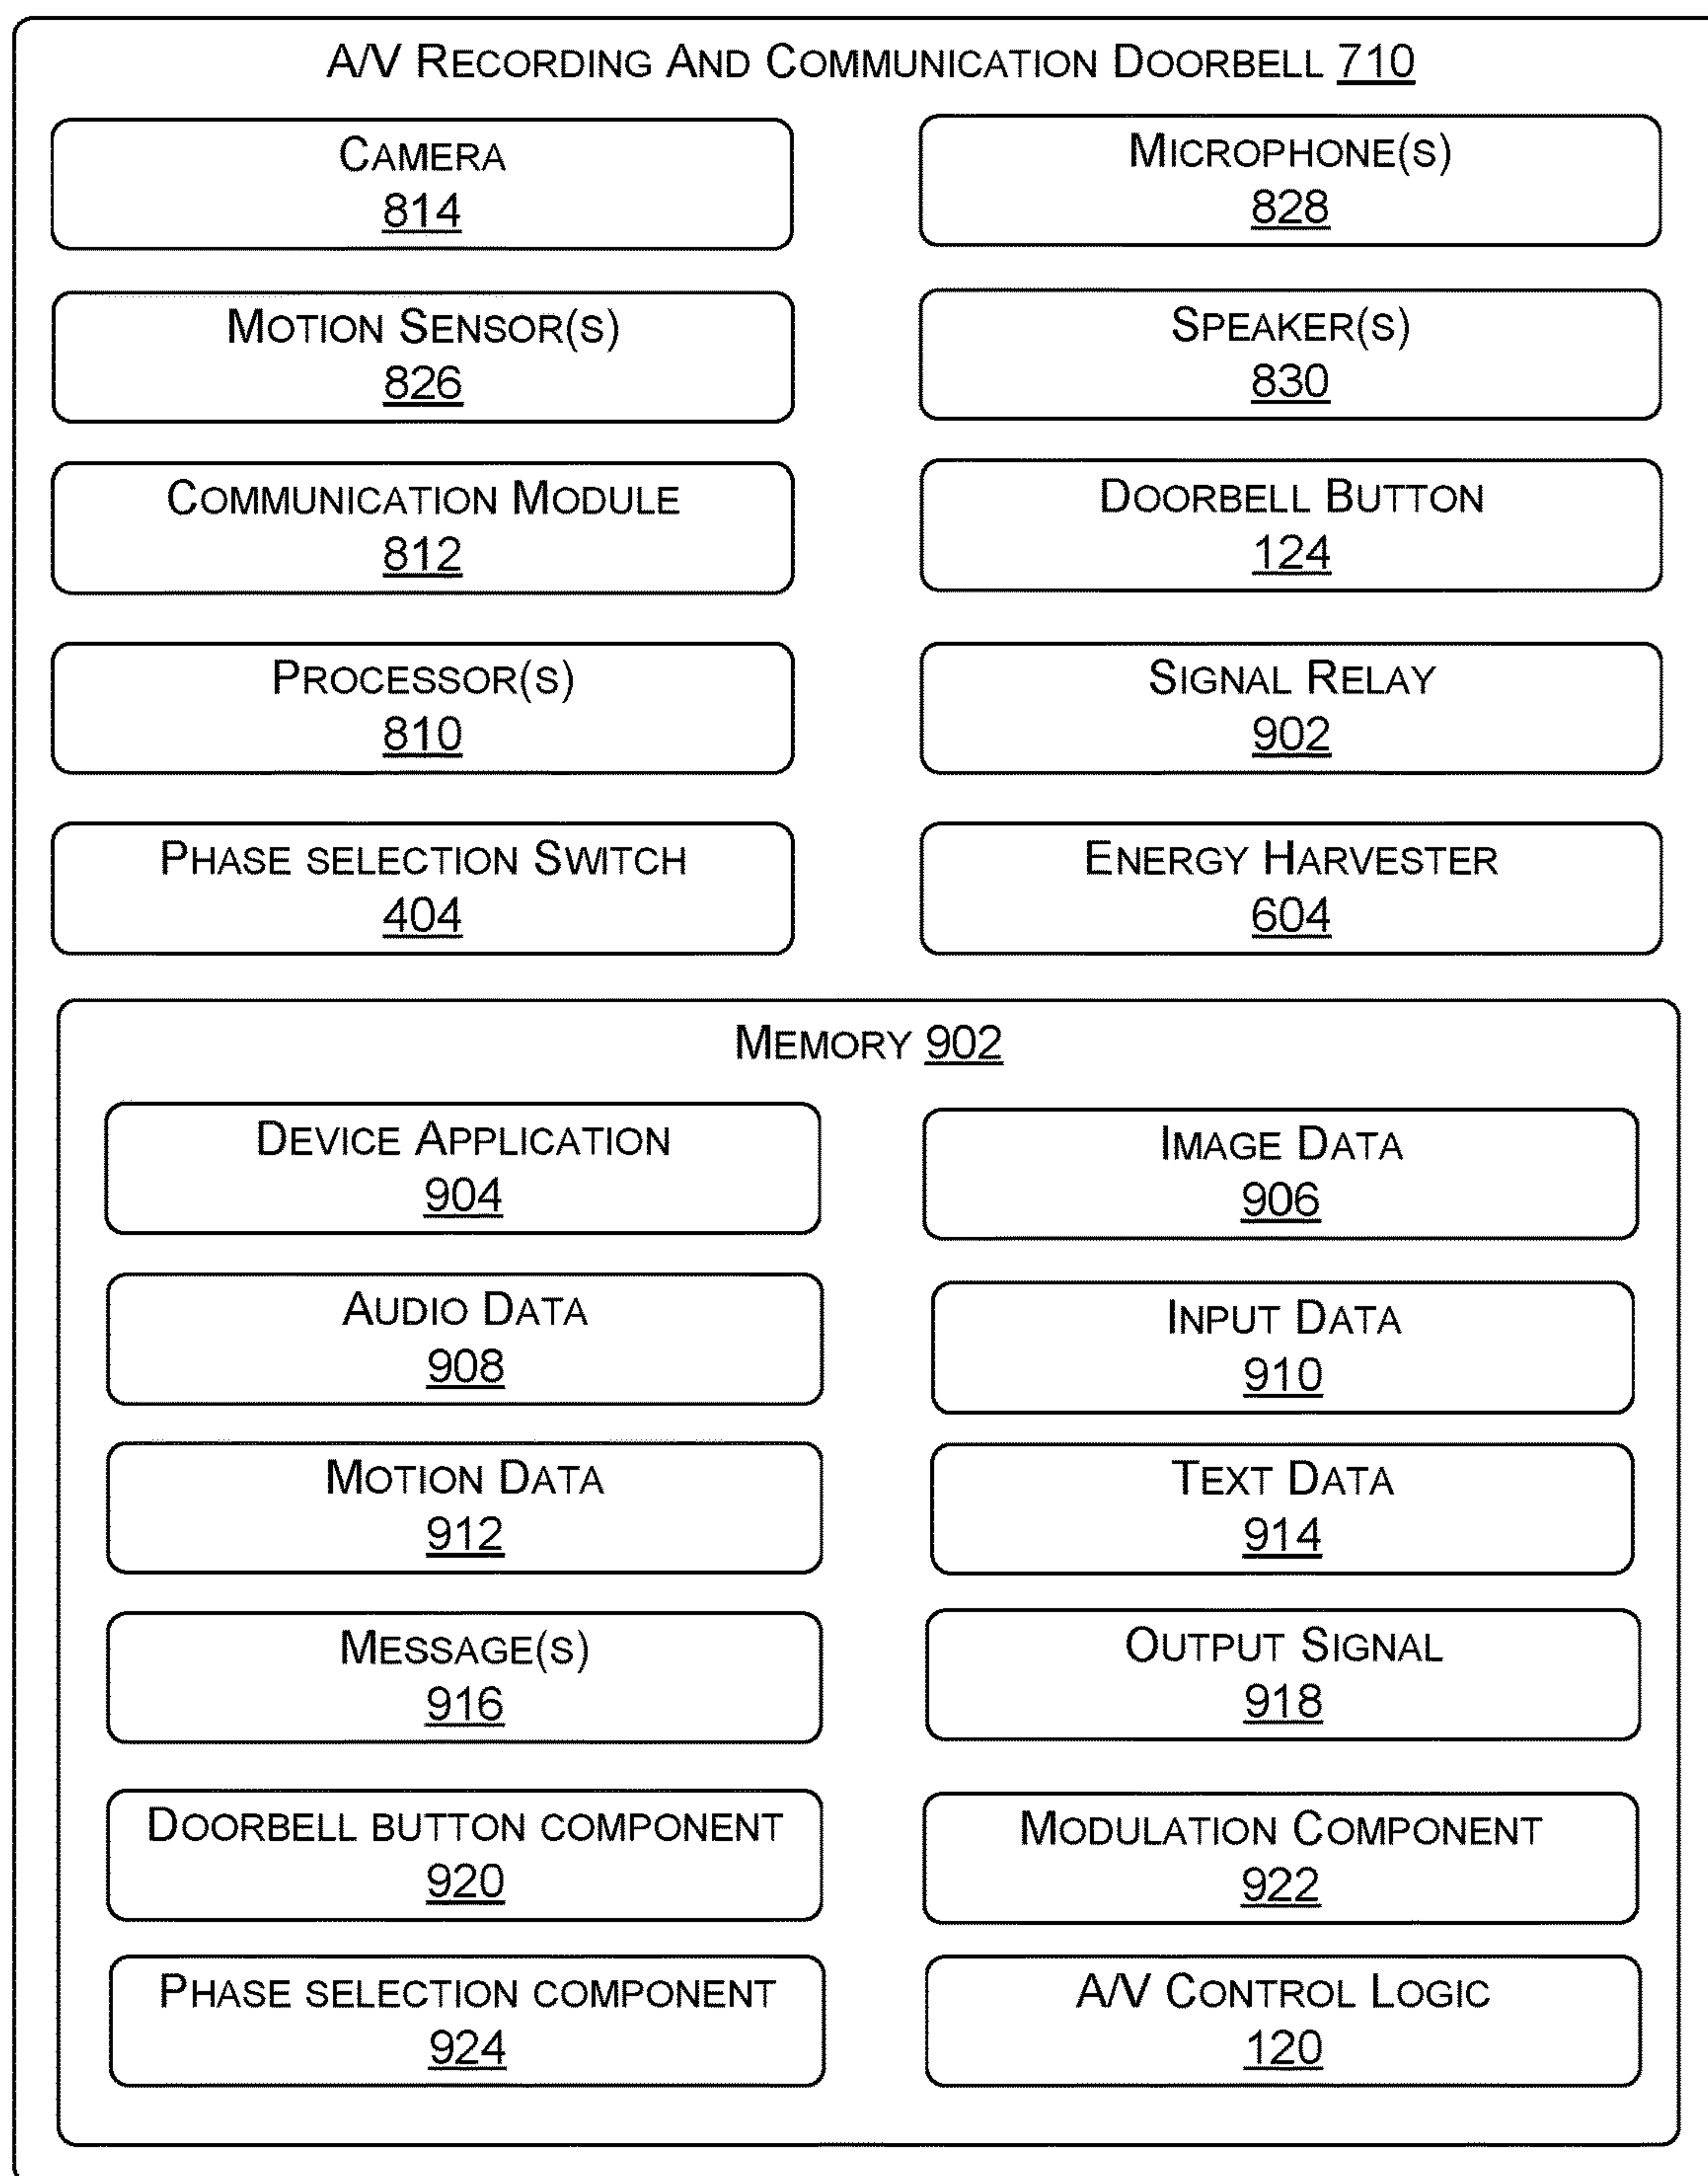 A/V RECORDING AND COMMUNICATION DOORBELL 710
CAMERA
814
MICROPHONE(S)
828
MOTION SENSOR(S)
826
SPEAKER(S)
830
COMMUNICATION MODULE
812
DOORBELL BUTTON
124
PROCESSOR(S)
810
SIGNAL RELAY
902
PHASE SELECTION SWITCH
404
ENERGY HARVESTER
604
MEMORY 902
DEVICE APPLICATION
904
IMAGE DATA
906
AUDIO DATA
908
INPUT DATA
910
MOTION DATA
912
TEXT DATA
914
MESSAGE(S)
916
OUTPUT SIGNAL
918
DOORBELL BUTTON COMPONENT
920
MODULATION COMPONENT
922
PHASE SELECTION COMPONENT
924
A/V CONTROL LOGIC
120